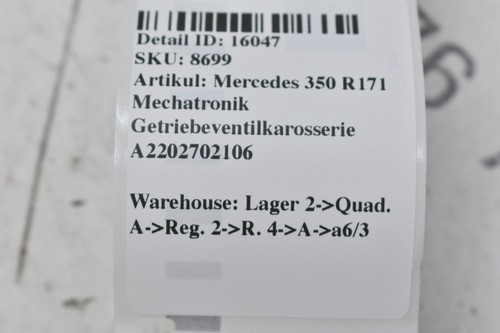 Detail ID: 16047
SKU: 8699
Artikul: Mercedes 350 R171
Mechatronik
Getriebeventilkarosserie
A2202702106
Warehouse: Lager 2->Quad.
A->Reg. 2->R. 4->A->a6/3